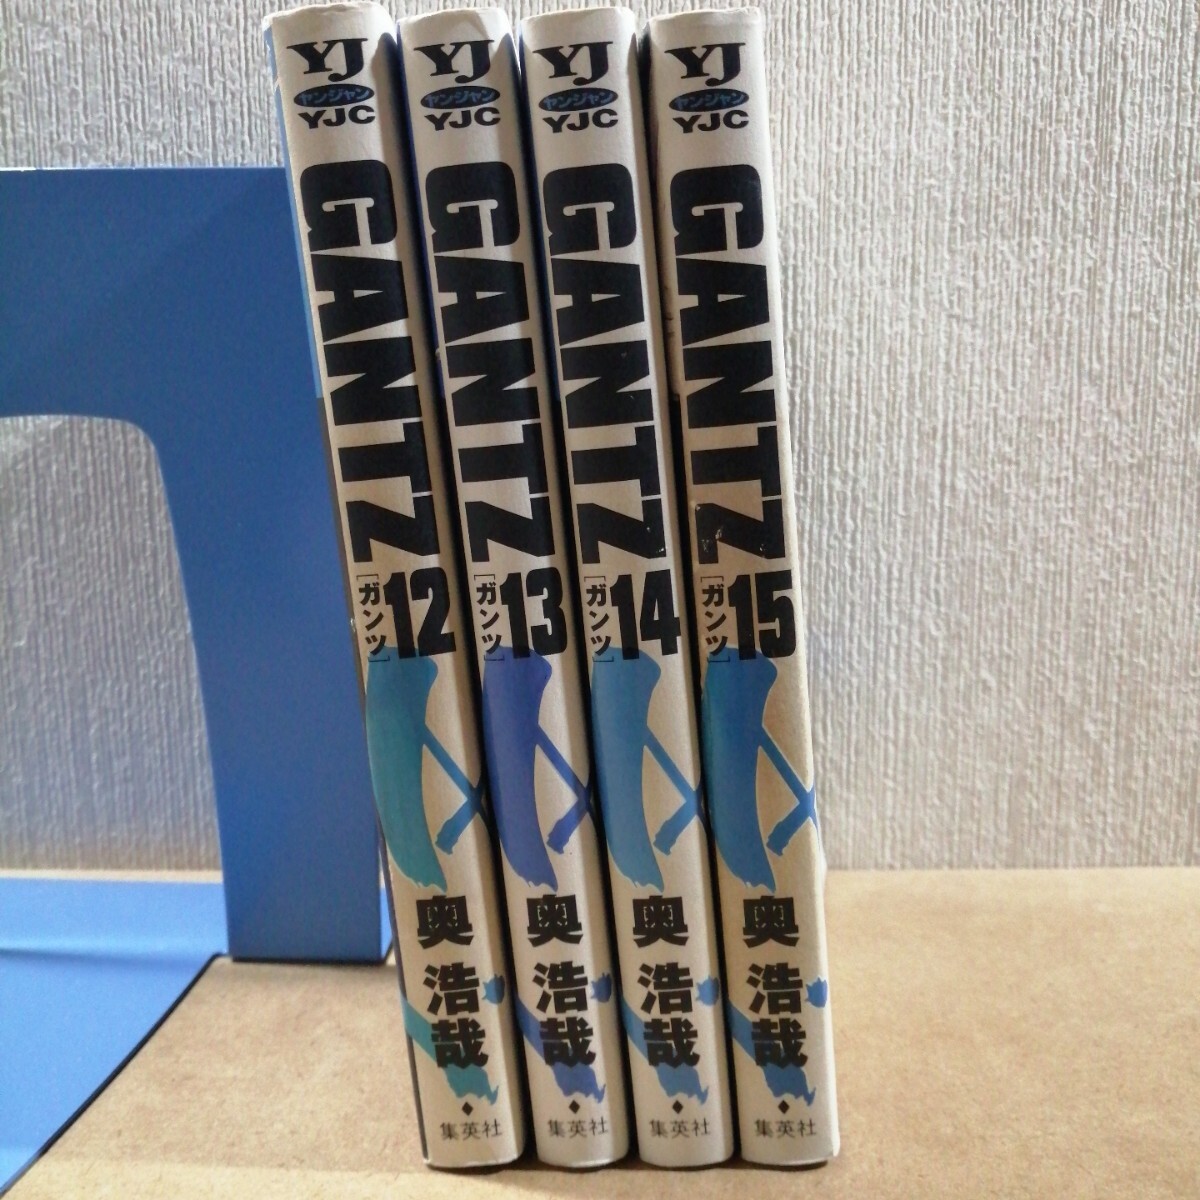 YJ
ヤンジャン
YJC
GANTZ
[ガンツ]
12
奥 浩哉
集英社
YJ
ヤンジャン
YJC
GANTZ
[ガンツ]
13
奥 浩哉
集英社
YJ
ヤンジャン
YJC
GANTZ
[ガンツ]
14
奥 浩哉
集英社
YJ
ヤンジャン
YJC
GANTZ
[ガンツ]
15
奥 浩哉
集英社